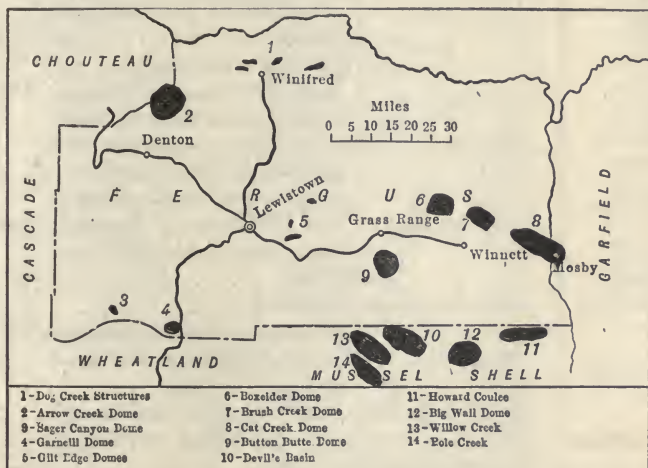 CHOUTEAU
1
Winifred
2
Miles
0 5 10 15 20 25 30
Denton
CASCADE
FERGUS
GARFIELD
Lewistown
5
6
7
8
Grass Range
Winnett
Mosby
9
3
4
13
10
12
11
14
WHEATLAND
MUSSEL SHELL
1-Dog Creek Structures
2-Arrow Creek Dome
9-Sager Canyon Dome
4-Garneill Dome
5-Gilt Edge Domes
6-Boxelder Dome
7-Brush Creek Dome
8-Cat Creek Dome
9-Button Butte Dome
10-Devil's Basin
11-Howard Coulee
12-Big Wall Dome
13-Willow Creek
14-Pole Creek